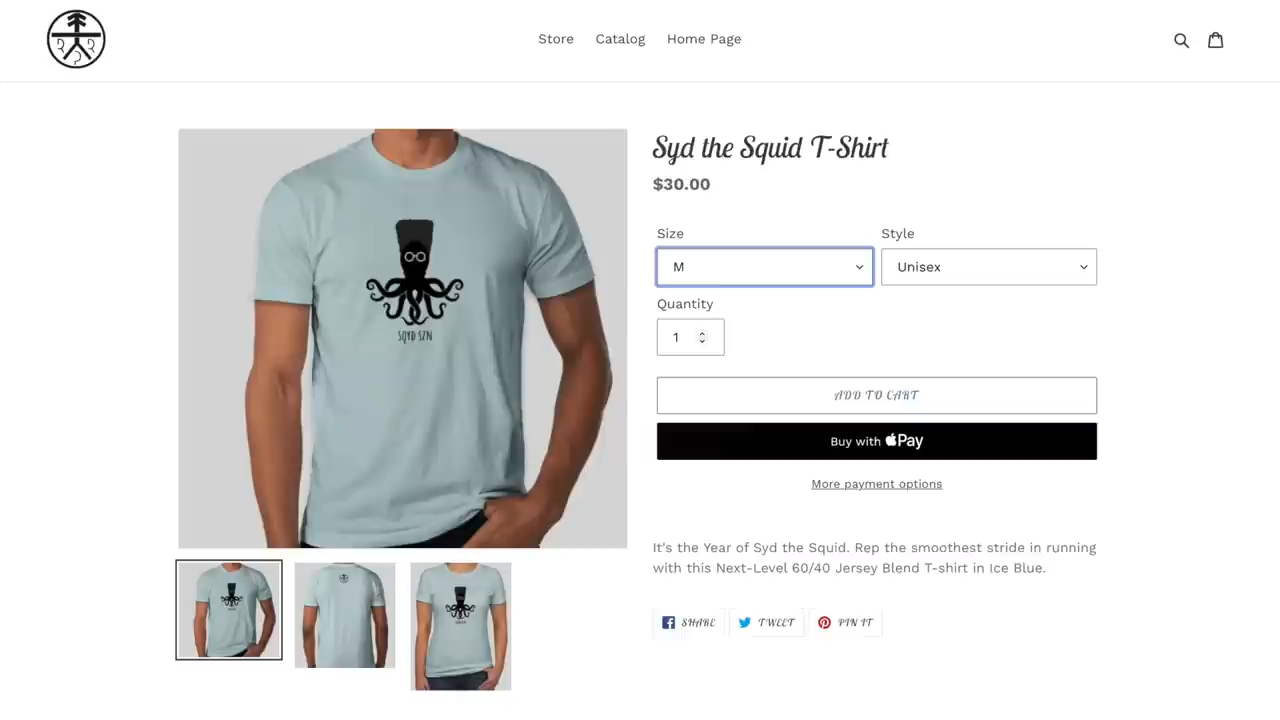 Store Catalog Home Page
R R
P
SQYD SZN
Syd the Squid T-Shirt
$30.00
Size Style
M Unisex
Quantity
1
ADD TO CART
Buy with Pay
More payment options
It's the Year of Syd the Squid. Rep the smoothest stride in running
with this Next-Level 60/40 Jersey Blend T-shirt in Ice Blue.
SHARE TWEET PIN IT